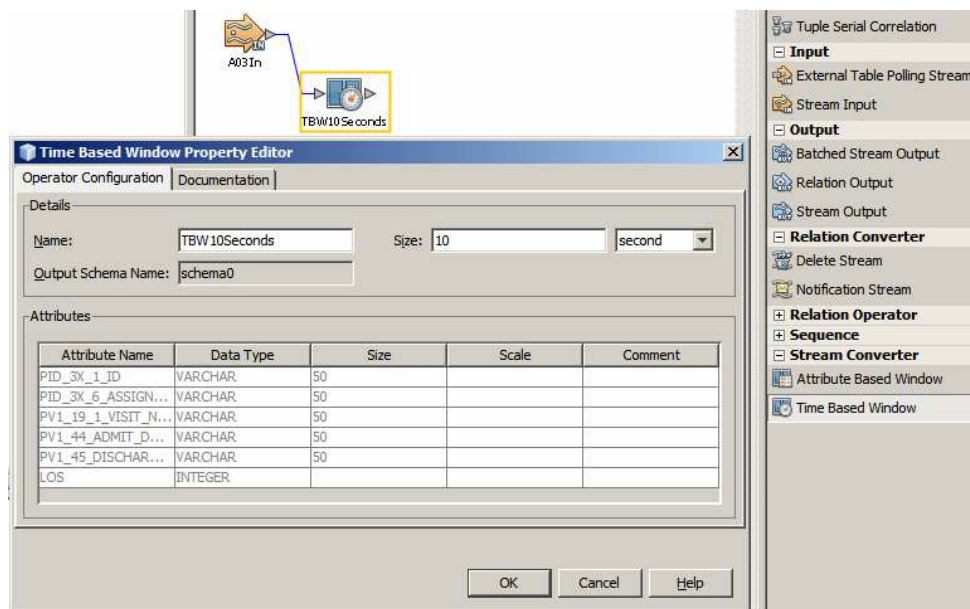 A03In
IN
TBW10Seconds
Time Based Window Property Editor
Operator Configuration
Documentation
Details
Name:
TBW10Seconds
Size:
10
second
Output Schema Name:
schema0
Attributes
Attribute Name Data Type Size Scale Comment
PID_3X_1_ID VARCHAR 50
PID_3X_6_ASSIGN... VARCHAR 50
PV1_19_1_VISIT_N... VARCHAR 50
PV1_44_ADMIT_D... VARCHAR 50
PV1_45_DISCHAR... VARCHAR 50
LOS INTEGER
OK
Cancel
Help
Tuple Serial Correlation
Input
External Table Polling Stream
Stream Input
Output
Batched Stream Output
Relation Output
Stream Output
Relation Converter
Delete Stream
Notification Stream
Relation Operator
Sequence
Stream Converter
Attribute Based Window
Time Based Window